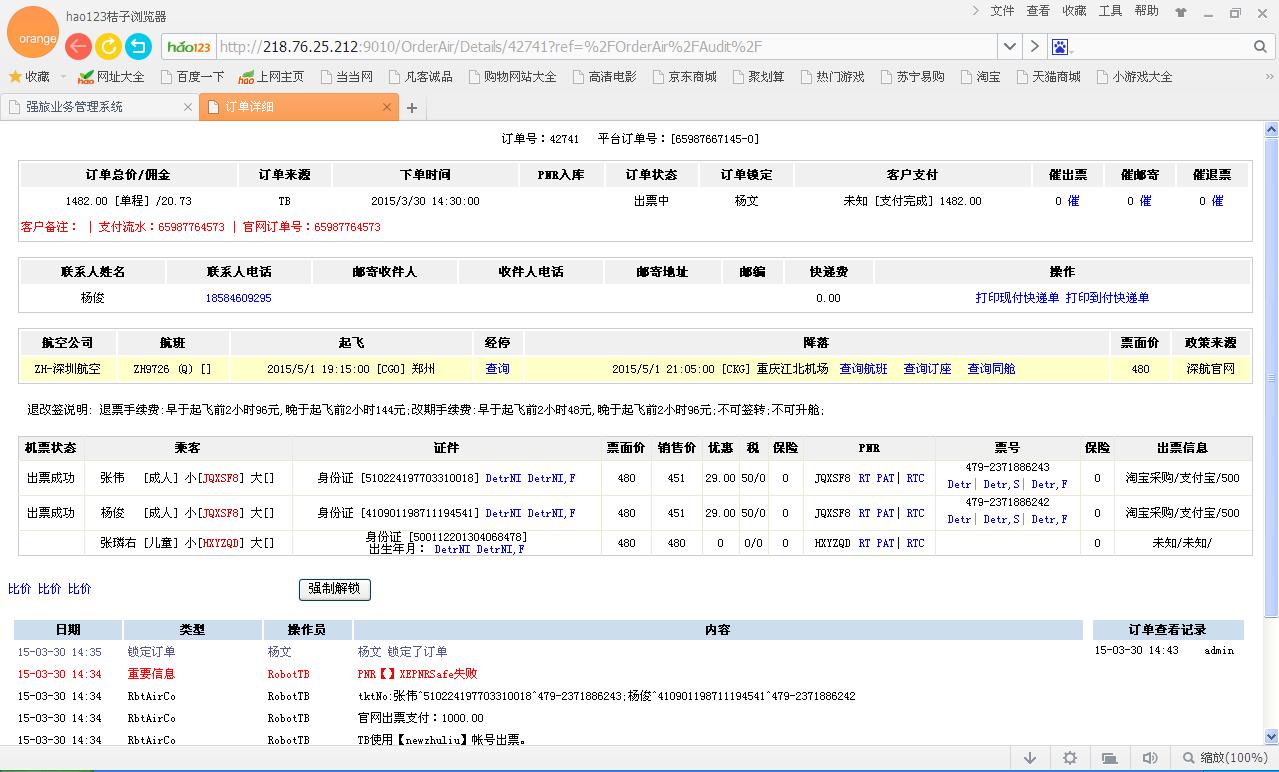 hao123桔子浏览器
文件 查看 收藏 工具 帮助
orange
hao123 http://218.76.25.212:9010/OrderAir/Details/42741?ref=%2FOrderAir%2FAudit%2F
收藏 网址大全 百度一下 上网主页 当当网 凡客诚品 购物网站大全 高清电影 京东商城 聚划算 热门游戏 苏宁易购 淘宝 天猫商城 小游戏大全
强旅业务管理系统 订单详细
订单号：42741 平台订单号：[65987667145-0]
订单总价/佣金 订单来源 下单时间 PNR入库 订单状态 订单锁定 客户支付 催出票 催邮寄 催退票
1482.00 [单程] /20.73 TB 2015/3/30 14:30:00 出票中 杨文 未知 [支付完成] 1482.00 0 催 0 催 0 催
客户备注： | 支付流水：65987764573 | 官网订单号：65987764573
联系人姓名 联系人电话 邮寄收件人 收件人电话 邮寄地址 邮编 快递费 操作
杨俊 18584609295 0.00 打印现付快递单 打印到付快递单
航空公司 航班 起飞 经停 降落 票面价 政策来源
ZH-深圳航空 ZH9726 (Q) [] 2015/5/1 19:15:00 [CGO] 郑州 查询 2015/5/1 21:05:00 [CKG] 重庆江北机场 查询航班 查询订座 查询同舱 480 深航官网
退改签说明: 退票手续费:早于起飞前2小时96元,晚于起飞前2小时144元;改期手续费:早于起飞前2小时48元,晚于起飞前2小时96元;不可签转;不可升舱;
机票状态 乘客 证件 票面价 销售价 优惠 税 保险 PNR 票号 保险 出票信息
出票成功 张伟 [成人] 小[JQXSF8] 大[] 身份证 [510224197703310018] DetrNI DetrNI,F 480 451 29.00 50/0 0 JQXSF8 RT PAT| RTC 479-2371886243 Detr| Detr,S| Detr,F 0 淘宝采购/支付宝/500
出票成功 杨俊 [成人] 小[JQXSF8] 大[] 身份证 [410901198711194541] DetrNI DetrNI,F 480 451 29.00 50/0 0 JQXSF8 RT PAT| RTC 479-2371886242 Detr| Detr,S| Detr,F 0 淘宝采购/支付宝/500
张璘右 [儿童] 小[HXYZQD] 大[] 身份证 [500112201304068478] 出生年月： DetrNI DetrNI,F 480 480 0 0/0 0 HXYZQD RT PAT| RTC 0 未知/未知/
比价 比价 比价 强制解锁
日期 类型 操作员 内容 订单查看记录
15-03-30 14:35 锁定订单 杨文 杨文 锁定了订单 15-03-30 14:43 admin
15-03-30 14:34 重要信息 RobotTB PNR【】XEPNRSafe失败
15-03-30 14:34 RbtAirCo RobotTB tktNo:张伟^510224197703310018^479-2371886243;杨俊^410901198711194541^479-2371886242
15-03-30 14:34 RbtAirCo RobotTB 官网出票支付：1000.00
15-03-30 14:34 RbtAirCo RobotTB TB使用【newzhuliu】帐号出票。
缩放(100%)